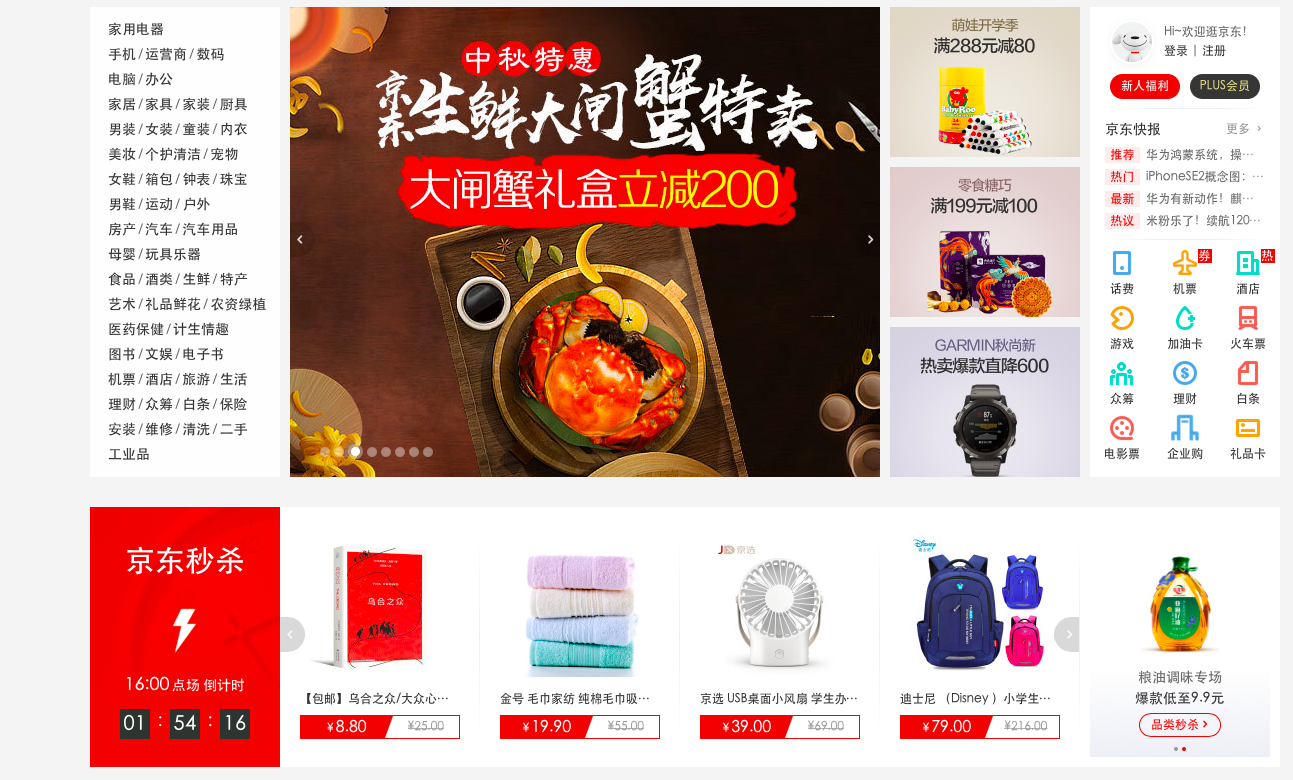 家用电器
手机 / 运营商 / 数码
电脑 / 办公
家居 / 家具 / 家装 / 厨具
男装 / 女装 / 童装 / 内衣
美妆 / 个护清洁 / 宠物
女鞋 / 箱包 / 钟表 / 珠宝
男鞋 / 运动 / 户外
房产 / 汽车 / 汽车用品
母婴 / 玩具乐器
食品 / 酒类 / 生鲜 / 特产
艺术 / 礼品鲜花 / 农资绿植
医药保健 / 计生情趣
图书 / 文娱 / 电子书
机票 / 酒店 / 旅游 / 生活
理财 / 众筹 / 白条 / 保险
安装 / 维修 / 清洗 / 二手
工业品
中秋特惠
京东生鲜大闸蟹特卖
大闸蟹礼盒立减200
萌娃开学季
满288元减80
BabyRoo
零食糖巧
满199元减100
GARMIN秋尚新
热卖爆款直降600
Hi~欢迎逛京东!
登录 | 注册
新人福利 PLUS会员
京东快报 更多 ›
推荐 华为鸿蒙系统，操···
热门 iPhoneSE2概念图：···
最新 华为有新动作！麒···
热议 米粉乐了！续航120···
券 热
话费 机票 酒店
游戏 加油卡 火车票
众筹 理财 白条
电影票 企业购 礼品卡
京东秒杀
16:00 点场 倒计时
01 : 54 : 16
乌合之众
【包邮】乌合之众/大众心···
¥8.80 ¥25.00
金号 毛巾家纺 纯棉毛巾吸···
¥19.90 ¥55.00
京选
京选 USB桌面小风扇 学生办···
¥39.00 ¥69.00
Disney
迪士尼 （Disney ）小学生···
¥79.00 ¥216.00
粮油调味专场
爆款低至9.9元
品类秒杀 ›